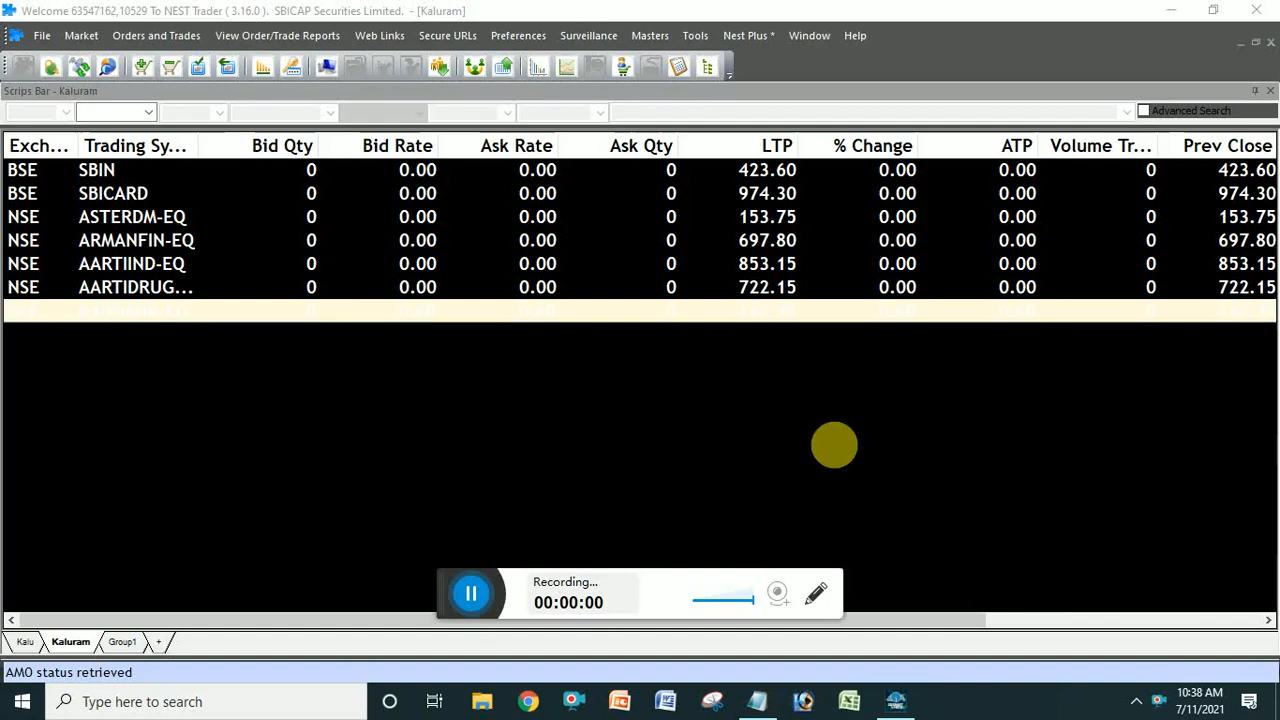 Welcome 63547162,10529 To NEST Trader ( 3.16.0 ). SBICAP Securities Limited. - [Kaluram]
File Market Orders and Trades View Order/Trade Reports Web Links Secure URLs Preferences Surveillance Masters Tools Nest Plus * Window Help
Scrips Bar - Kaluram
Advanced Search
Exch... Trading Sy... Bid Qty Bid Rate Ask Rate Ask Qty LTP % Change ATP Volume Tr... Prev Close
BSE SBIN 0 0.00 0.00 0 423.60 0.00 0.00 0 423.60
BSE SBICARD 0 0.00 0.00 0 974.30 0.00 0.00 0 974.30
NSE ASTERDM-EQ 0 0.00 0.00 0 153.75 0.00 0.00 0 153.75
NSE ARMANFIN-EQ 0 0.00 0.00 0 697.80 0.00 0.00 0 697.80
NSE AARTIIND-EQ 0 0.00 0.00 0 853.15 0.00 0.00 0 853.15
NSE AARTIDRUG... 0 0.00 0.00 0 722.15 0.00 0.00 0 722.15
Recording...
00:00:00
Kalu Kaluram Group1 +
AMO status retrieved
Type here to search
10:38 AM
7/11/2021